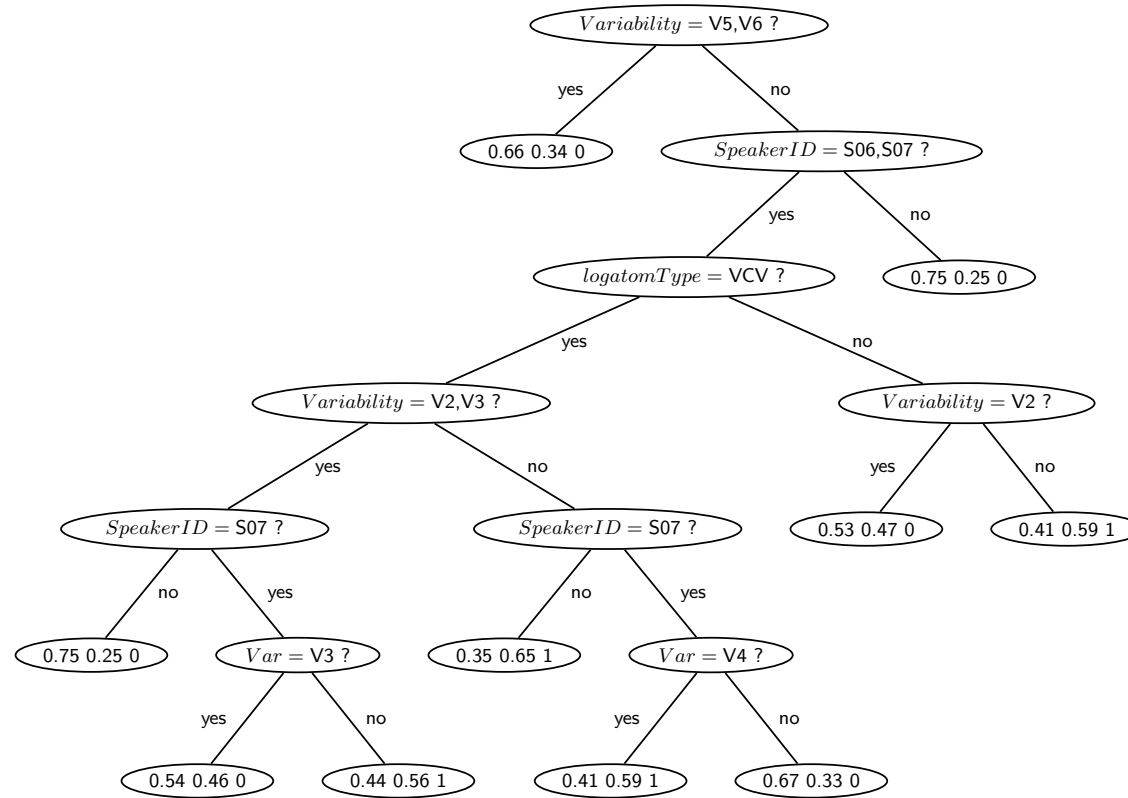 Variability = V5,V6 ?
yes
no
0.66 0.34 0
SpeakerID = S06,S07 ?
yes
no
logatomType = VCV ?
0.75 0.25 0
yes
no
Variability = V2,V3 ?
Variability = V2 ?
yes
no
yes
no
SpeakerID = S07 ?
SpeakerID = S07 ?
0.53 0.47 0
0.41 0.59 1
no
yes
no
yes
0.75 0.25 0
Var = V3 ?
0.35 0.65 1
Var = V4 ?
yes
no
yes
no
0.54 0.46 0
0.44 0.56 1
0.41 0.59 1
0.67 0.33 0